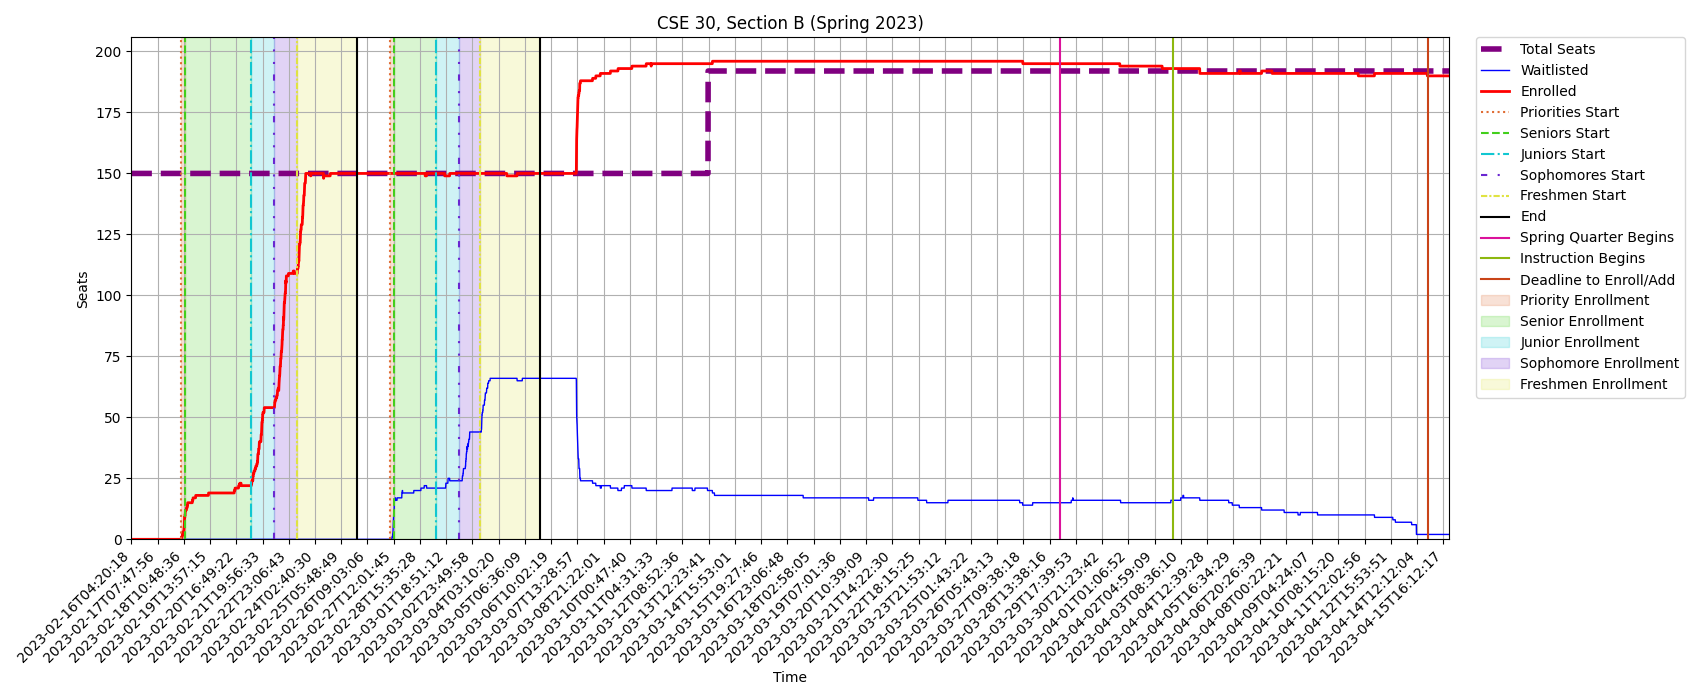 CSE 30, Section B (Spring 2023)
200
175
150
125
100
75
50
25
0
Seats
2023-02-16T04:20:18
2023-02-17T07:47:56
2023-02-18T10:48:36
2023-02-19T13:57:15
2023-02-20T16:49:22
2023-02-21T19:56:33
2023-02-22T23:06:43
2023-02-24T02:40:30
2023-02-25T05:48:49
2023-02-26T09:03:06
2023-02-27T12:01:45
2023-02-28T15:35:28
2023-03-01T18:51:12
2023-03-02T23:49:58
2023-03-04T03:10:20
2023-03-05T06:36:09
2023-03-06T10:02:19
2023-03-07T13:28:57
2023-03-08T21:22:01
2023-03-10T00:47:40
2023-03-11T04:31:33
2023-03-12T08:52:36
2023-03-13T12:23:41
2023-03-14T15:53:01
2023-03-15T19:27:46
2023-03-16T23:06:48
2023-03-18T02:58:05
2023-03-19T07:01:36
2023-03-20T10:39:09
2023-03-21T14:22:30
2023-03-22T18:15:25
2023-03-23T21:53:12
2023-03-25T01:43:22
2023-03-26T05:43:13
2023-03-27T09:38:18
2023-03-28T13:38:16
2023-03-29T17:39:53
2023-03-30T21:23:42
2023-04-01T01:06:52
2023-04-02T04:59:09
2023-04-03T08:36:10
2023-04-04T12:39:28
2023-04-05T16:34:29
2023-04-06T20:26:39
2023-04-08T00:22:21
2023-04-09T04:24:07
2023-04-10T08:15:20
2023-04-11T12:02:56
2023-04-12T15:53:51
2023-04-14T12:12:04
2023-04-15T16:12:17
Time
Total Seats
Waitlisted
Enrolled
Priorities Start
Seniors Start
Juniors Start
Sophomores Start
Freshmen Start
End
Spring Quarter Begins
Instruction Begins
Deadline to Enroll/Add
Priority Enrollment
Senior Enrollment
Junior Enrollment
Sophomore Enrollment
Freshmen Enrollment